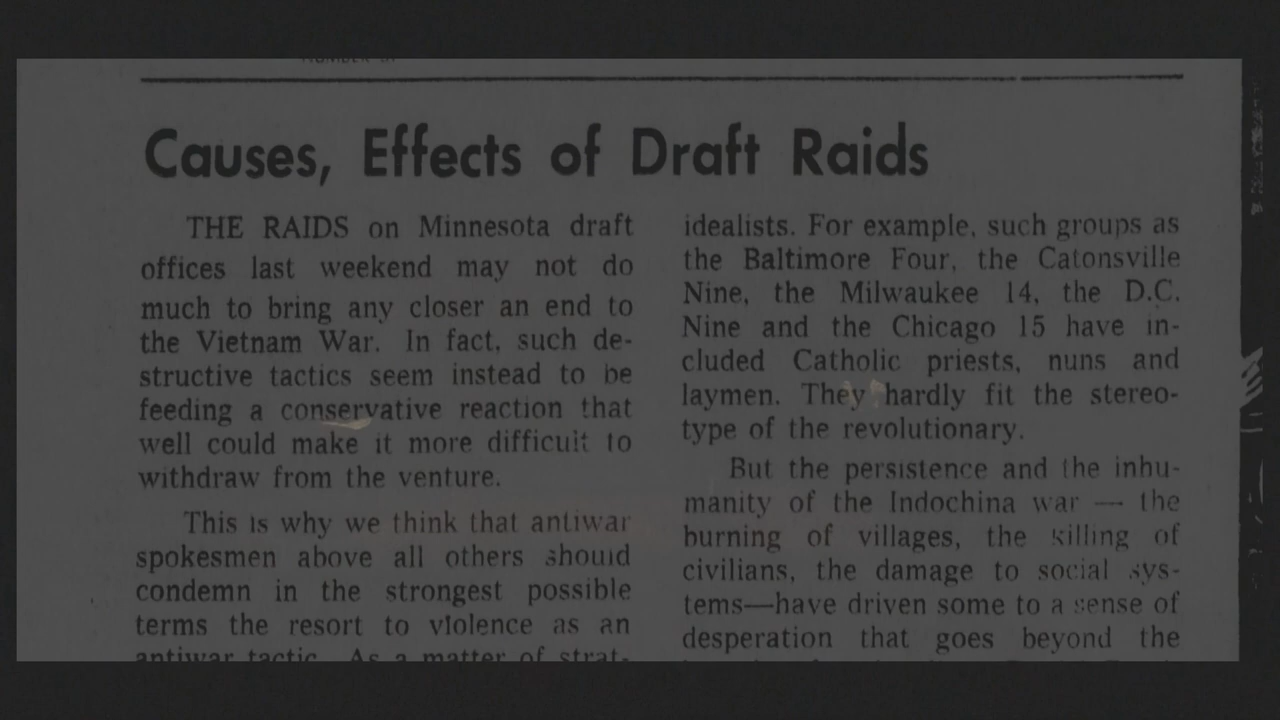 Causes, Effects of Draft Raids
THE RAIDS on Minnesota draft
offices last weekend may not do
much to bring any closer an end to
the Vietnam War. In fact, such de-
structive tactics seem instead to be
feeding a conservative reaction that
well could make it more difficult to
withdraw from the venture.
This is why we think that antiwar
spokesmen above all others should
condemn in the strongest possible
terms the resort to violence as an
antiwar tactic. As a matter of strat-
idealists. For example, such groups as
the Baltimore Four, the Catonsville
Nine, the Milwaukee 14, the D.C.
Nine and the Chicago 15 have in-
cluded Catholic priests, nuns and
laymen. They hardly fit the stereo-
type of the revolutionary.
But the persistence and the inhu-
manity of the Indochina war — the
burning of villages, the killing of
civilians, the damage to social sys-
tems—have driven some to a sense of
desperation that goes beyond the